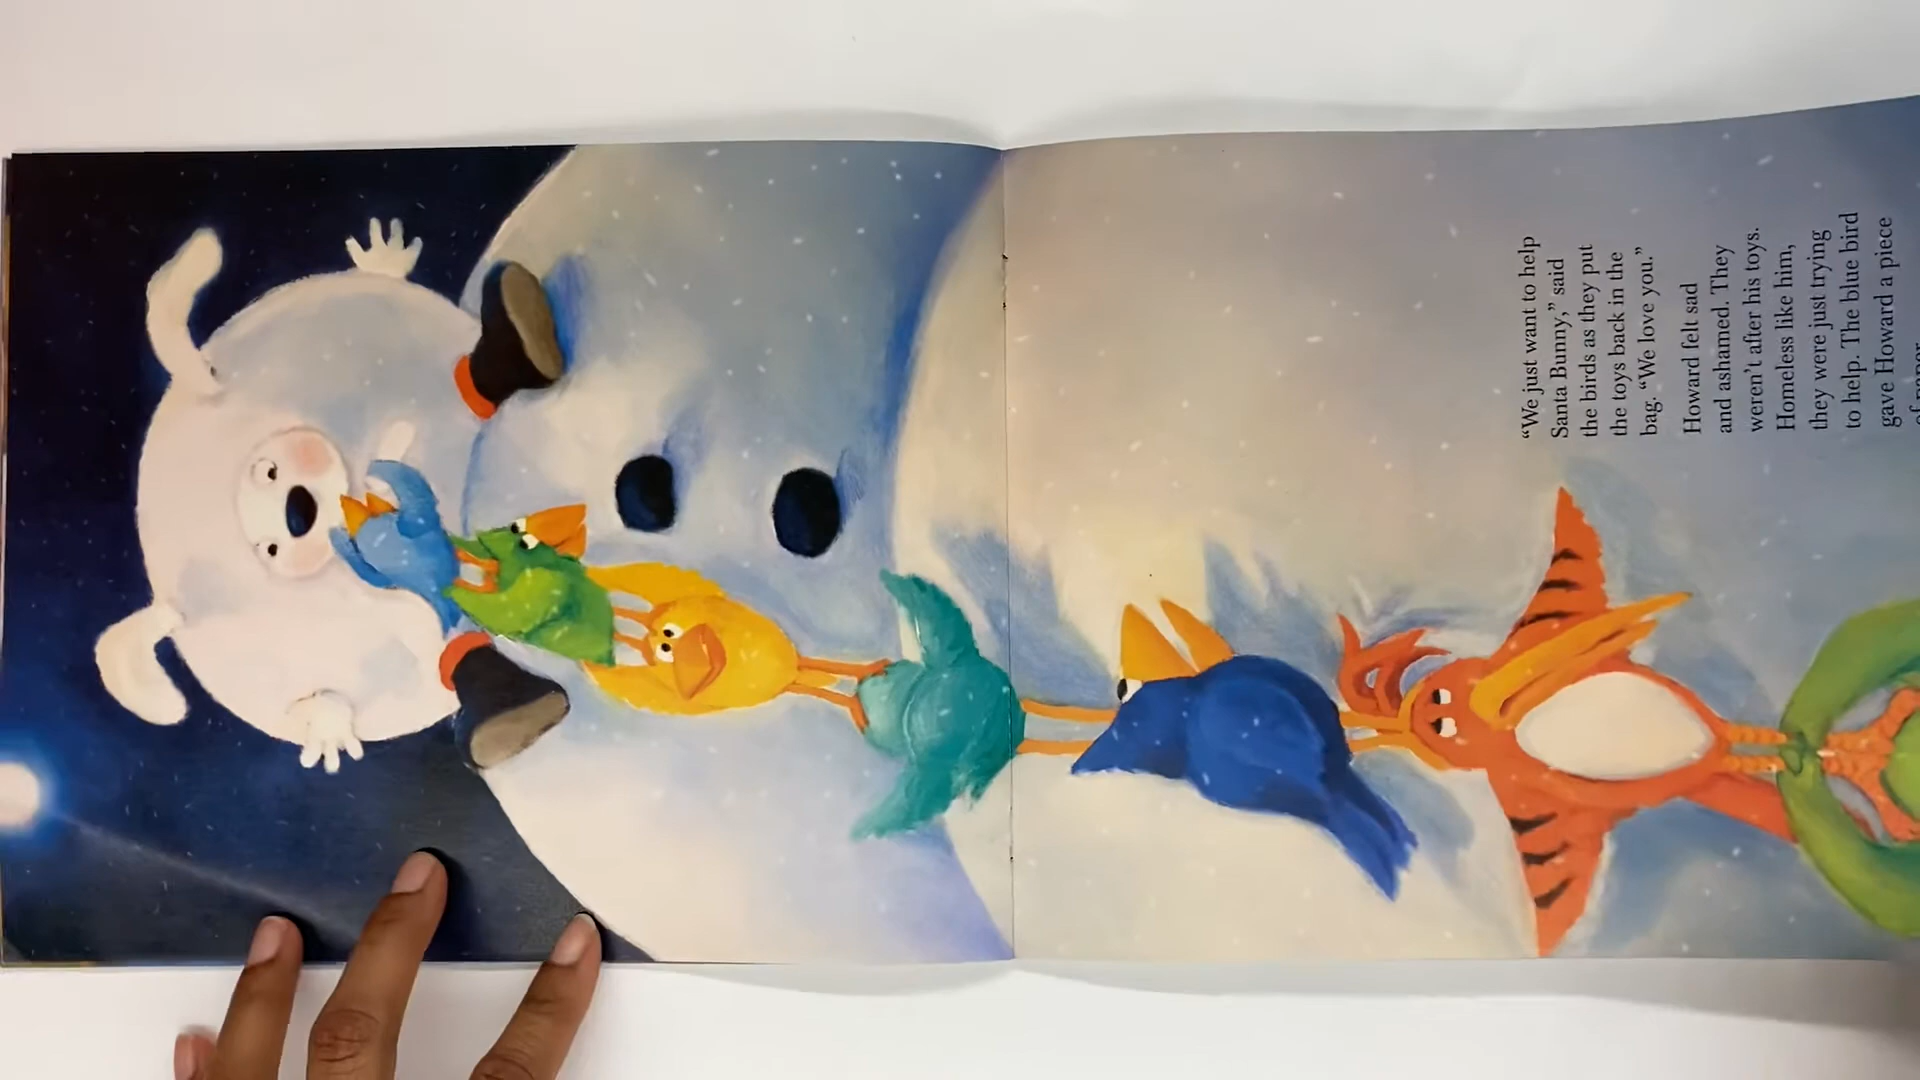 “We just want to help
Santa Bunny,” said
the birds as they put
the toys back in the
bag. “We love you.”
Howard felt sad
and ashamed. They
weren’t after his toys.
Homeless like him,
they were just trying
to help. The blue bird
gave Howard a piece
of